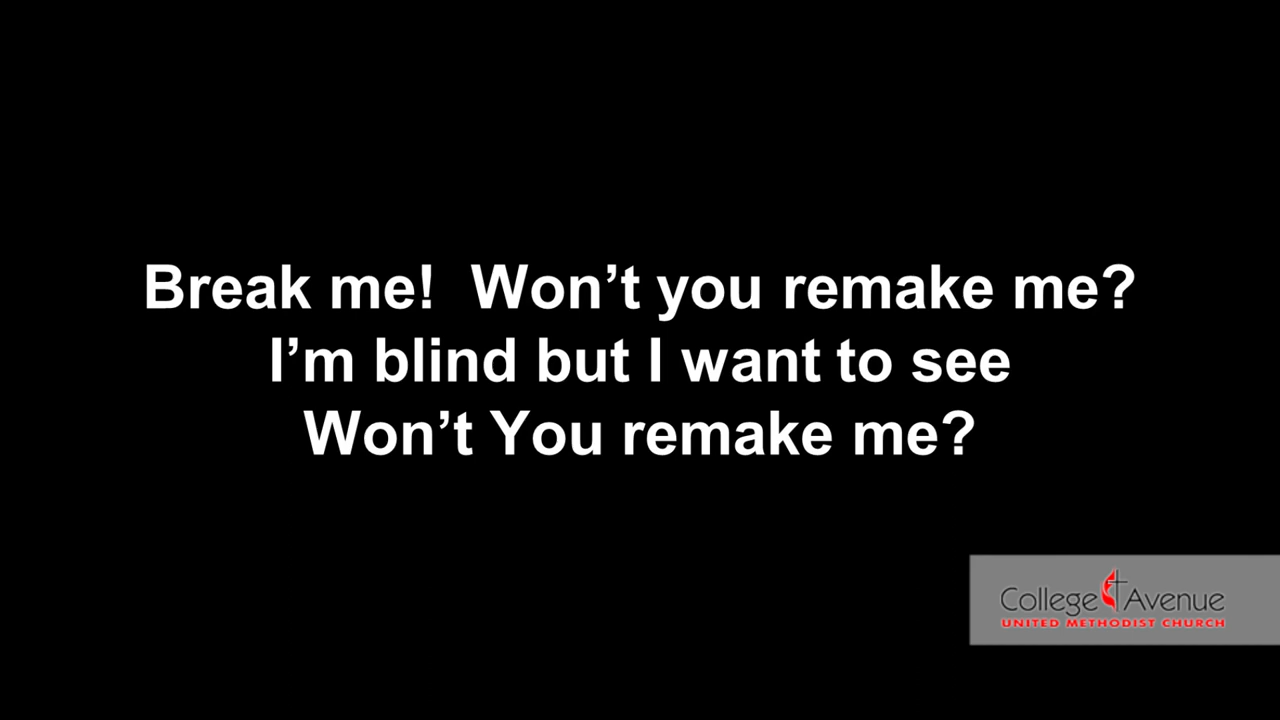 Break me!  Won’t you remake me?
I’m blind but I want to see
Won’t You remake me?
College Avenue
UNITED METHODIST CHURCH